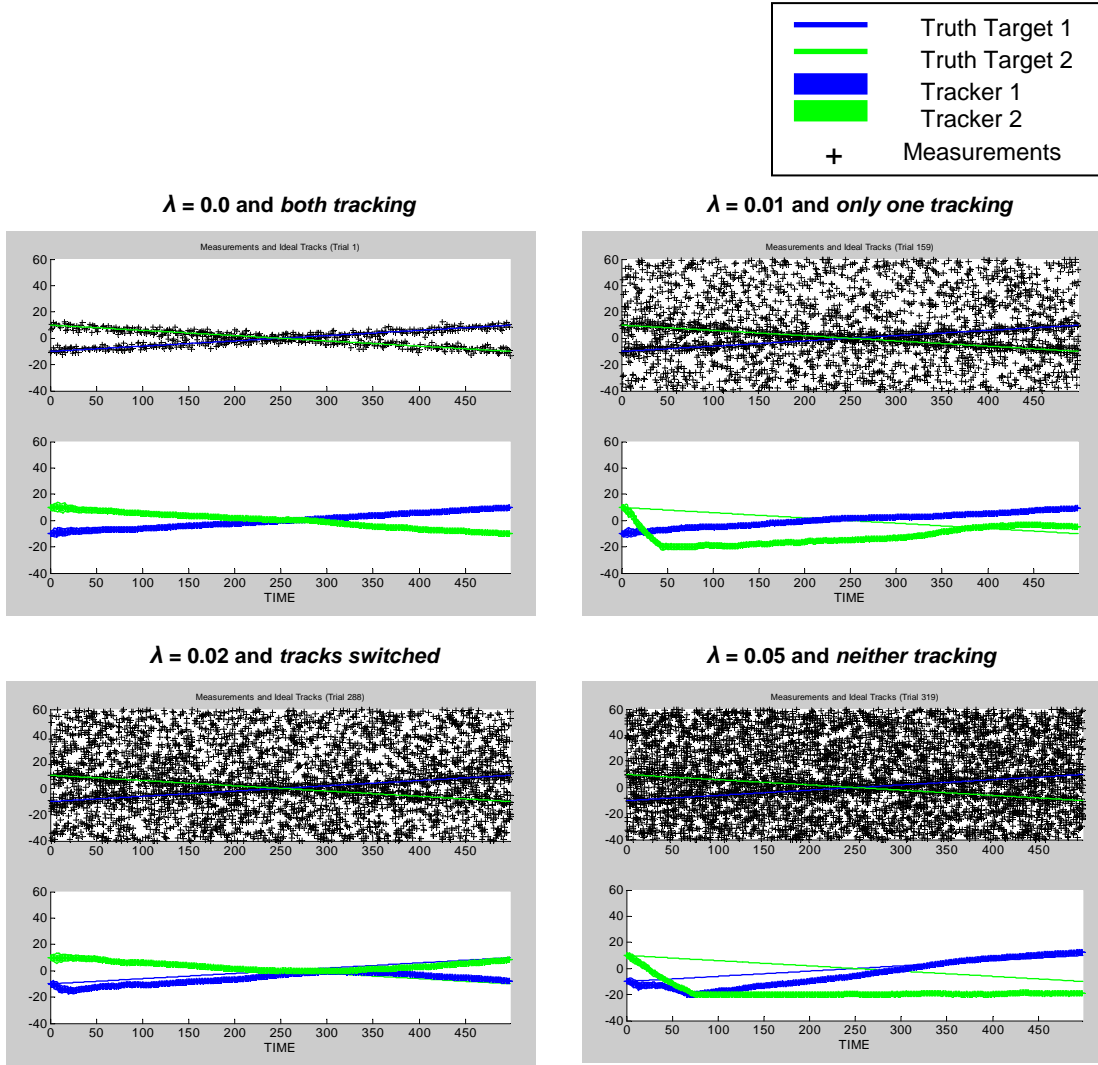 Truth Target 1
Truth Target 2
Tracker 1
Tracker 2
+ Measurements
λ = 0.0 and both tracking
λ = 0.01 and only one tracking
Measurements and Ideal Tracks (Trial 1)
60
40
20
0
-20
-40
0 50 100 150 200 250 300 350 400 450
60
40
20
0
-20
-40
0 50 100 150 200 250 300 350 400 450
TIME
Measurements and Ideal Tracks (Trial 159)
60
40
20
0
-20
-40
0 50 100 150 200 250 300 350 400 450
60
40
20
0
-20
-40
0 50 100 150 200 250 300 350 400 450
TIME
λ = 0.02 and tracks switched
λ = 0.05 and neither tracking
Measurements and Ideal Tracks (Trial 288)
60
40
20
0
-20
-40
0 50 100 150 200 250 300 350 400 450
60
40
20
0
-20
-40
0 50 100 150 200 250 300 350 400 450
TIME
Measurements and Ideal Tracks (Trial 319)
60
40
20
0
-20
-40
0 50 100 150 200 250 300 350 400 450
60
40
20
0
-20
-40
0 50 100 150 200 250 300 350 400 450
TIME